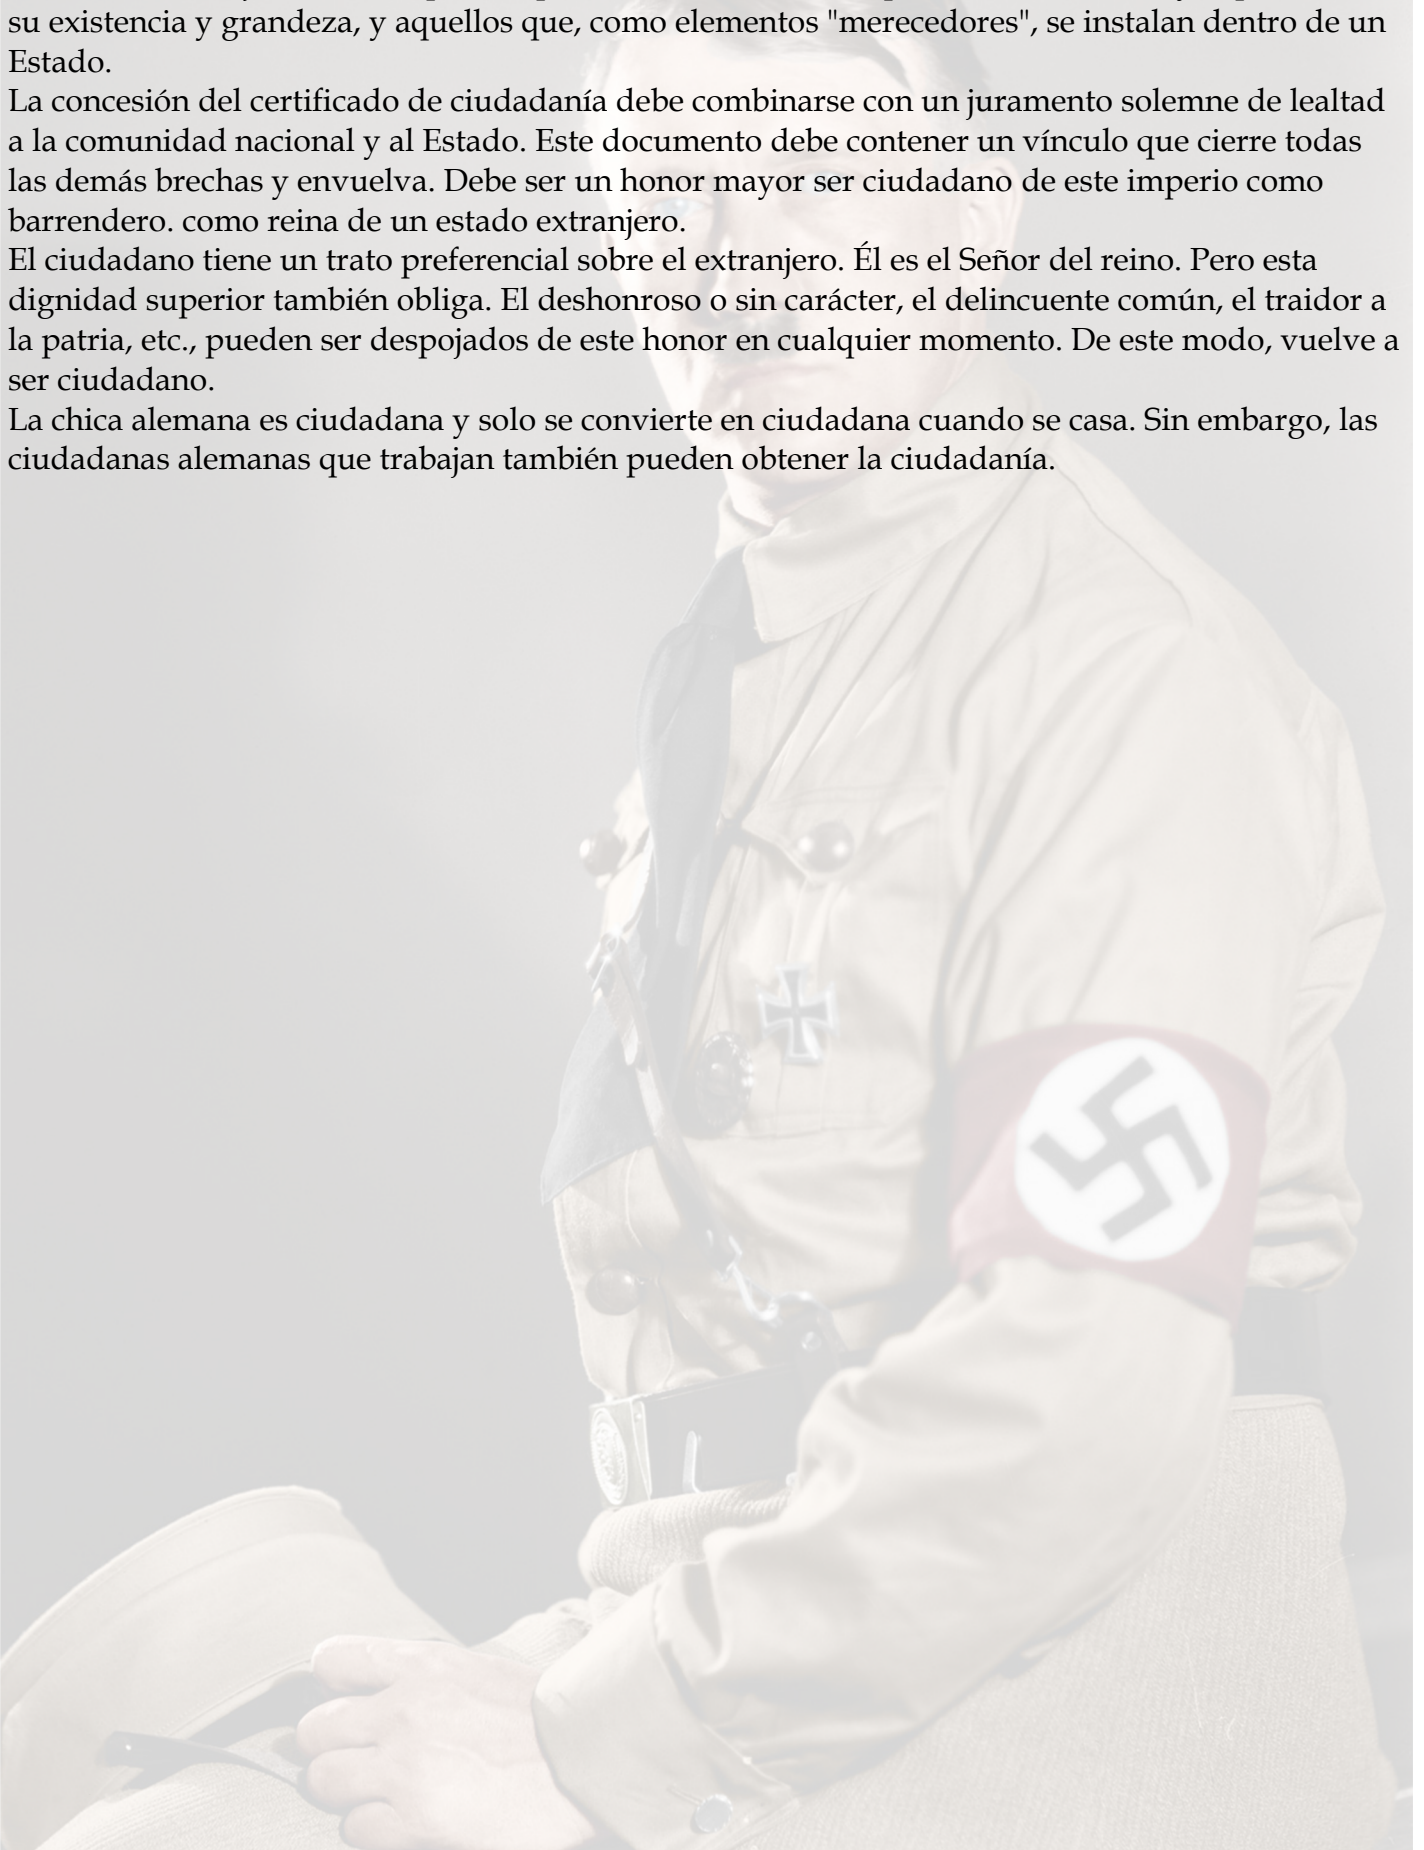 su existencia y grandeza, y aquellos que, como elementos "merecedores", se instalan dentro de un
Estado.
La concesión del certificado de ciudadanía debe combinarse con un juramento solemne de lealtad
a la comunidad nacional y al Estado. Este documento debe contener un vínculo que cierre todas
las demás brechas y envuelva. Debe ser un honor mayor ser ciudadano de este imperio como
barrendero. como reina de un estado extranjero.
El ciudadano tiene un trato preferencial sobre el extranjero. Él es el Señor del reino. Pero esta
dignidad superior también obliga. El deshonroso o sin carácter, el delincuente común, el traidor a
la patria, etc., pueden ser despojados de este honor en cualquier momento. De este modo, vuelve a
ser ciudadano.
La chica alemana es ciudadana y solo se convierte en ciudadana cuando se casa. Sin embargo, las
ciudadanas alemanas que trabajan también pueden obtener la ciudadanía.